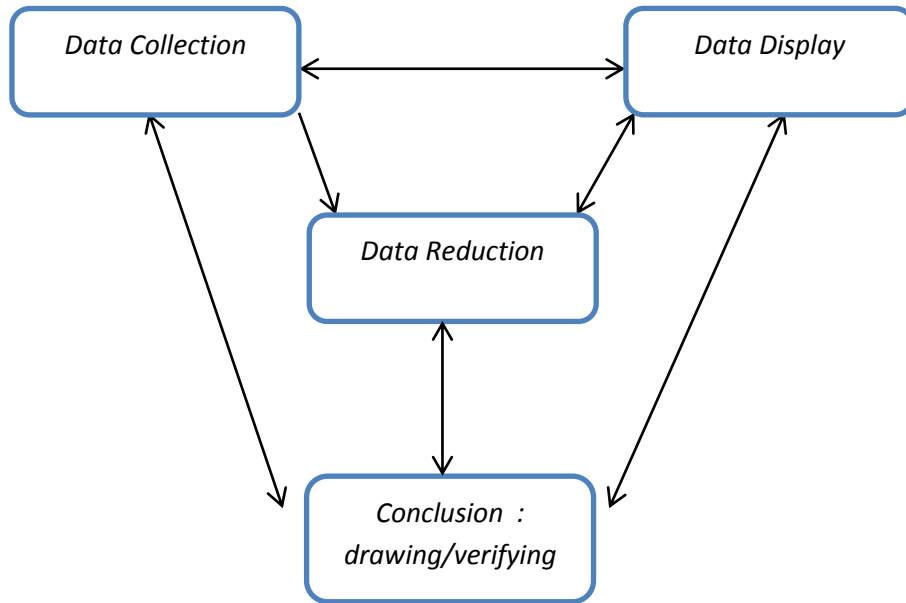 Data Collection
Data Display
Data Reduction
Conclusion :
drawing/verifying